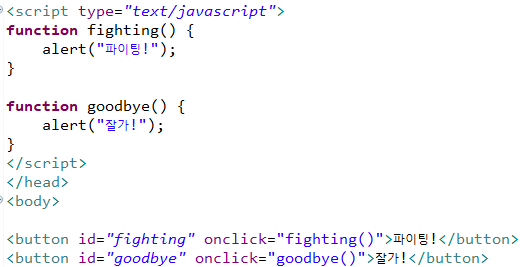 <script type="text/javascript">
function fighting() {
    alert("파이팅!");
}
function goodbye() {
    alert("잘가!");
}
</script>
</head>
<body>
<button id="fighting" onclick="fighting()">파이팅!</button>
<button id="goodbye" onclick="goodbye()">잘가!</button>